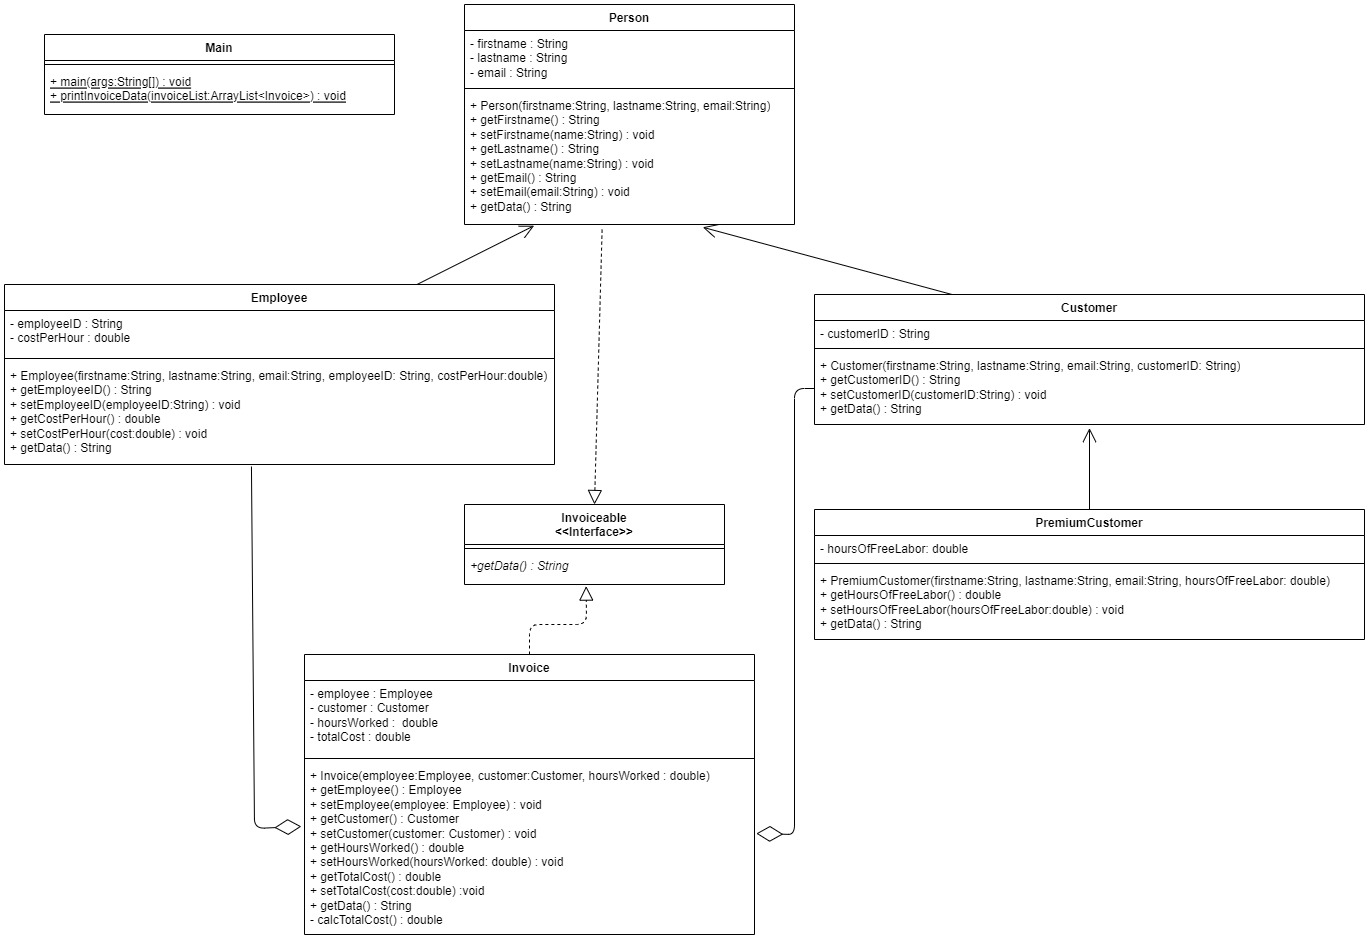 Main
+ main(args:String[]) : void
+ printInvoiceData(invoiceList:ArrayList<Invoice>) : void
Person
- firstname : String
- lastname : String
- email : String
+ Person(firstname:String, lastname:String, email:String)
+ getFirstname() : String
+ setFirstname(name:String) : void
+ getLastname() : String
+ setLastname(name:String) : void
+ getEmail() : String
+ setEmail(email:String) : void
+ getData() : String
Employee
- employeeID : String
- costPerHour : double
+ Employee(firstname:String, lastname:String, email:String, employeeID: String, costPerHour:double)
+ getEmployeeID() : String
+ setEmployeeID(employeeID:String) : void
+ getCostPerHour() : double
+ setCostPerHour(cost:double) : void
+ getData() : String
Customer
- customerID : String
+ Customer(firstname:String, lastname:String, email:String, customerID: String)
+ getCustomerID() : String
+ setCustomerID(customerID:String) : void
+ getData() : String
Invoiceable
<<Interface>>
+getData() : String
PremiumCustomer
- hoursOfFreeLabor: double
+ PremiumCustomer(firstname:String, lastname:String, email:String, hoursOfFreeLabor: double)
+ getHoursOfFreeLabor() : double
+ setHoursOfFreeLabor(hoursOfFreeLabor:double) : void
+ getData() : String
Invoice
- employee : Employee
- customer : Customer
- hoursWorked :  double
- totalCost : double
+ Invoice(employee:Employee, customer:Customer, hoursWorked : double)
+ getEmployee() : Employee
+ setEmployee(employee: Employee) : void
+ getCustomer() : Customer
+ setCustomer(customer: Customer) : void
+ getHoursWorked() : double
+ setHoursWorked(hoursWorked: double) : void
+ getTotalCost() : double
+ setTotalCost(cost:double) :void
+ getData() : String
- calcTotalCost() : double